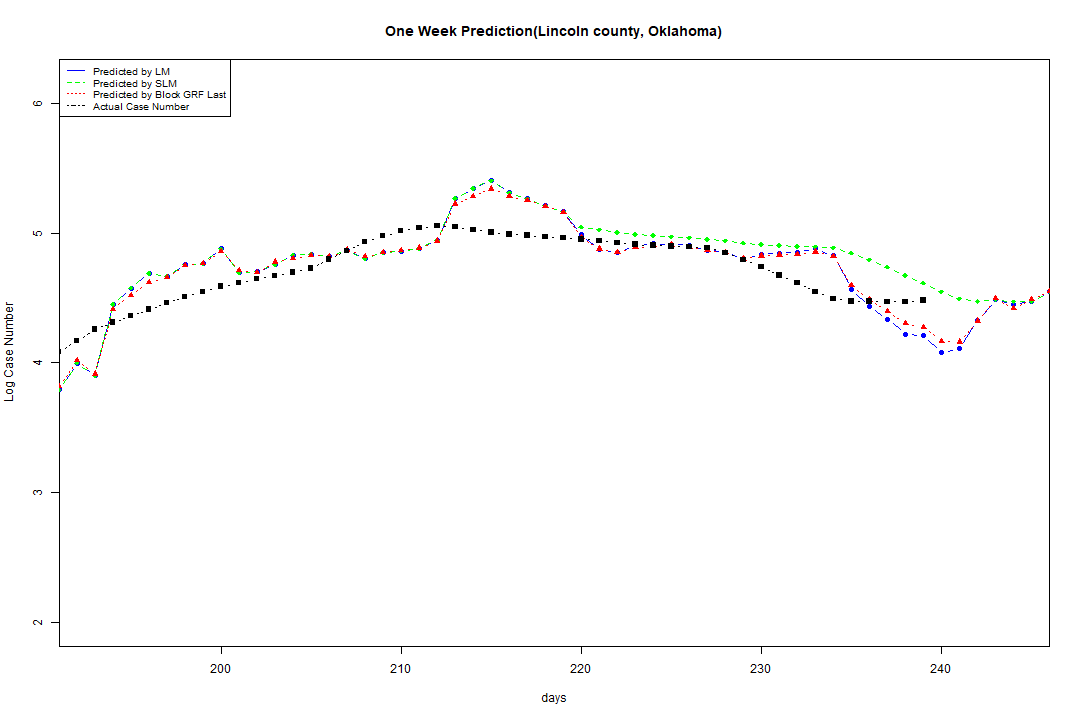 One Week Prediction(Lincoln county, Oklahoma)
Predicted by LM
Predicted by SLM
Predicted by Block GRF Last
Actual Case Number
Log Case Number
6
5
4
3
2
200 210 220 230 240
days